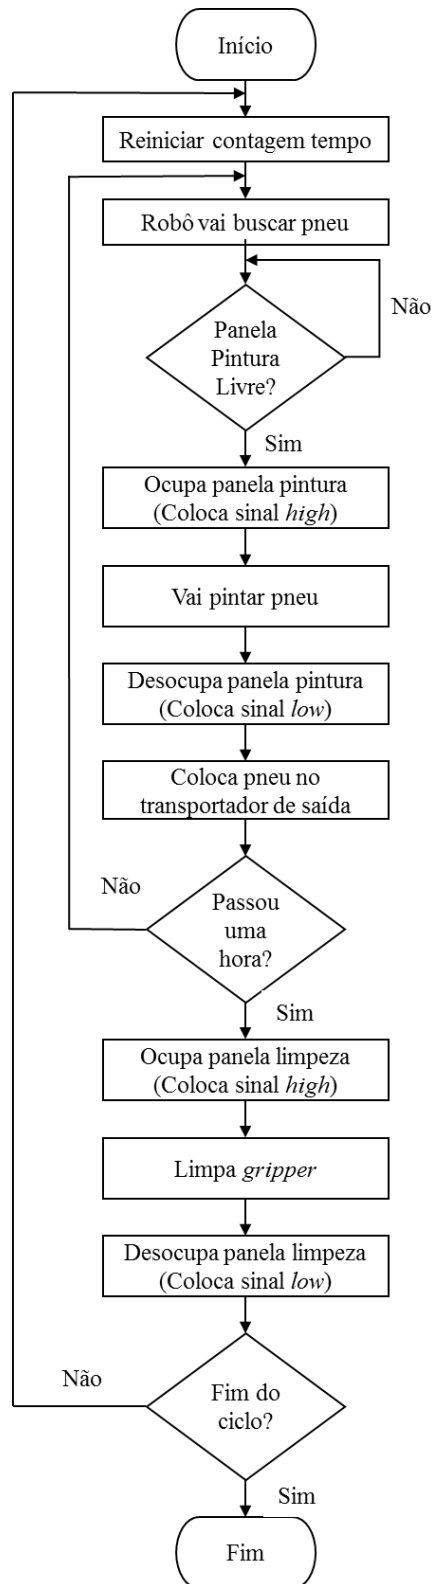 Início
Reiniciar contagem tempo
Robô vai buscar pneu
Não
Panela
Pintura
Livre?
Sim
Ocupa panela pintura
(Coloca sinal high)
Vai pintar pneu
Desocupa panela pintura
(Coloca sinal low)
Coloca pneu no
transportador de saída
Não
Passou
uma
hora?
Sim
Ocupa panela limpeza
(Coloca sinal high)
Limpa gripper
Desocupa panela limpeza
(Coloca sinal low)
Não
Fim do
ciclo?
Sim
Fim